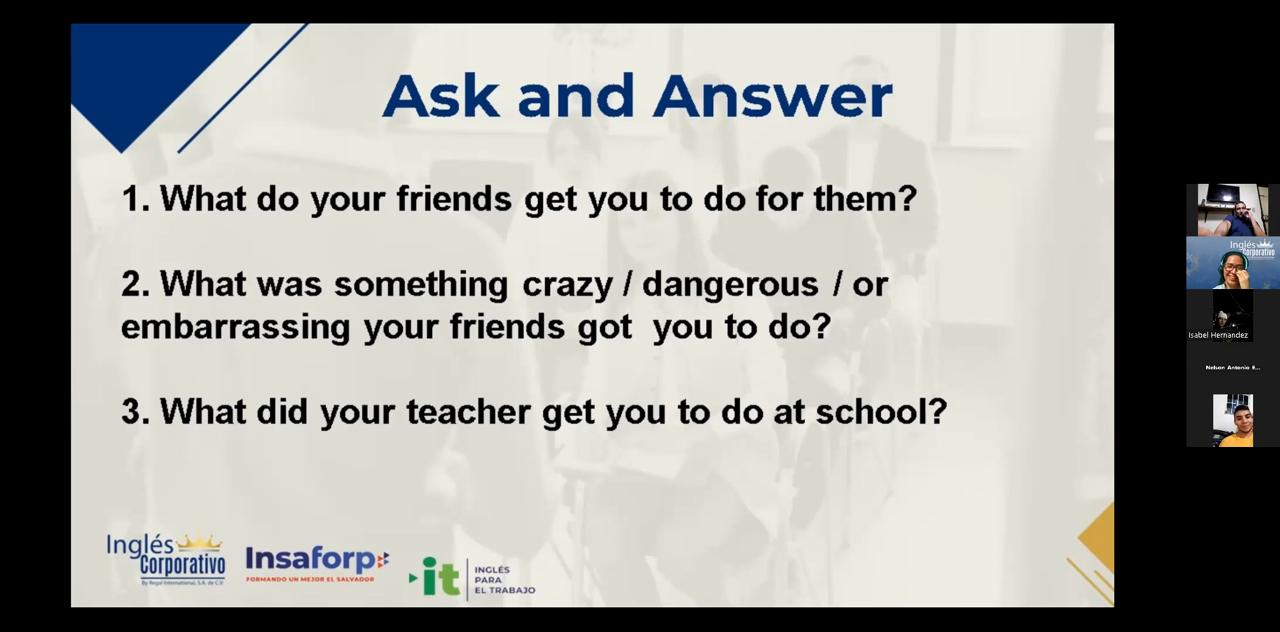 Ask and Answer
1. What do your friends get you to do for them?
2. What was something crazy / dangerous / or
embarrassing your friends got you to do?
3. What did your teacher get you to do at school?
Inglés
Corporativo
By Regal International, S.A. de C.V.
Insaforp
FORMANDO UN MEJOR EL SALVADOR
it
INGLÉS
PARA
EL TRABAJO
Inglés
Corporativo
Isabel Hernandez
Nelson Antonio R...